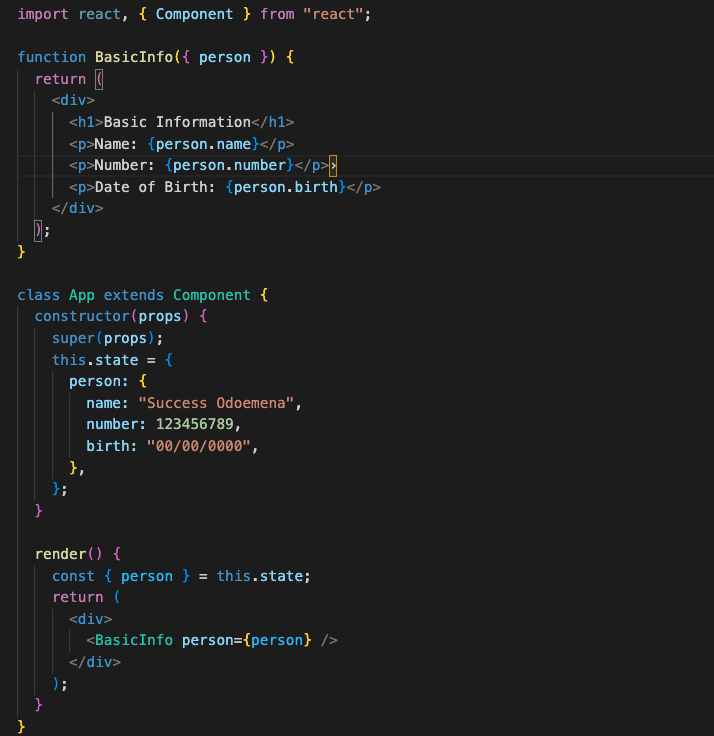 import react, { Component } from "react";

function BasicInfo({ person }) {
  return (
    <div>
      <h1>Basic Information</h1>
      <p>Name: {person.name}</p>
      <p>Number: {person.number}</p>›
      <p>Date of Birth: {person.birth}</p>
    </div>
  );
}

class App extends Component {
  constructor(props) {
    super(props);
    this.state = {
      person: {
        name: "Success Odoemena",
        number: 123456789,
        birth: "00/00/0000",
      },
    };
  }

  render() {
    const { person } = this.state;
    return (
      <div>
        <BasicInfo person={person} />
      </div>
    );
  }
}